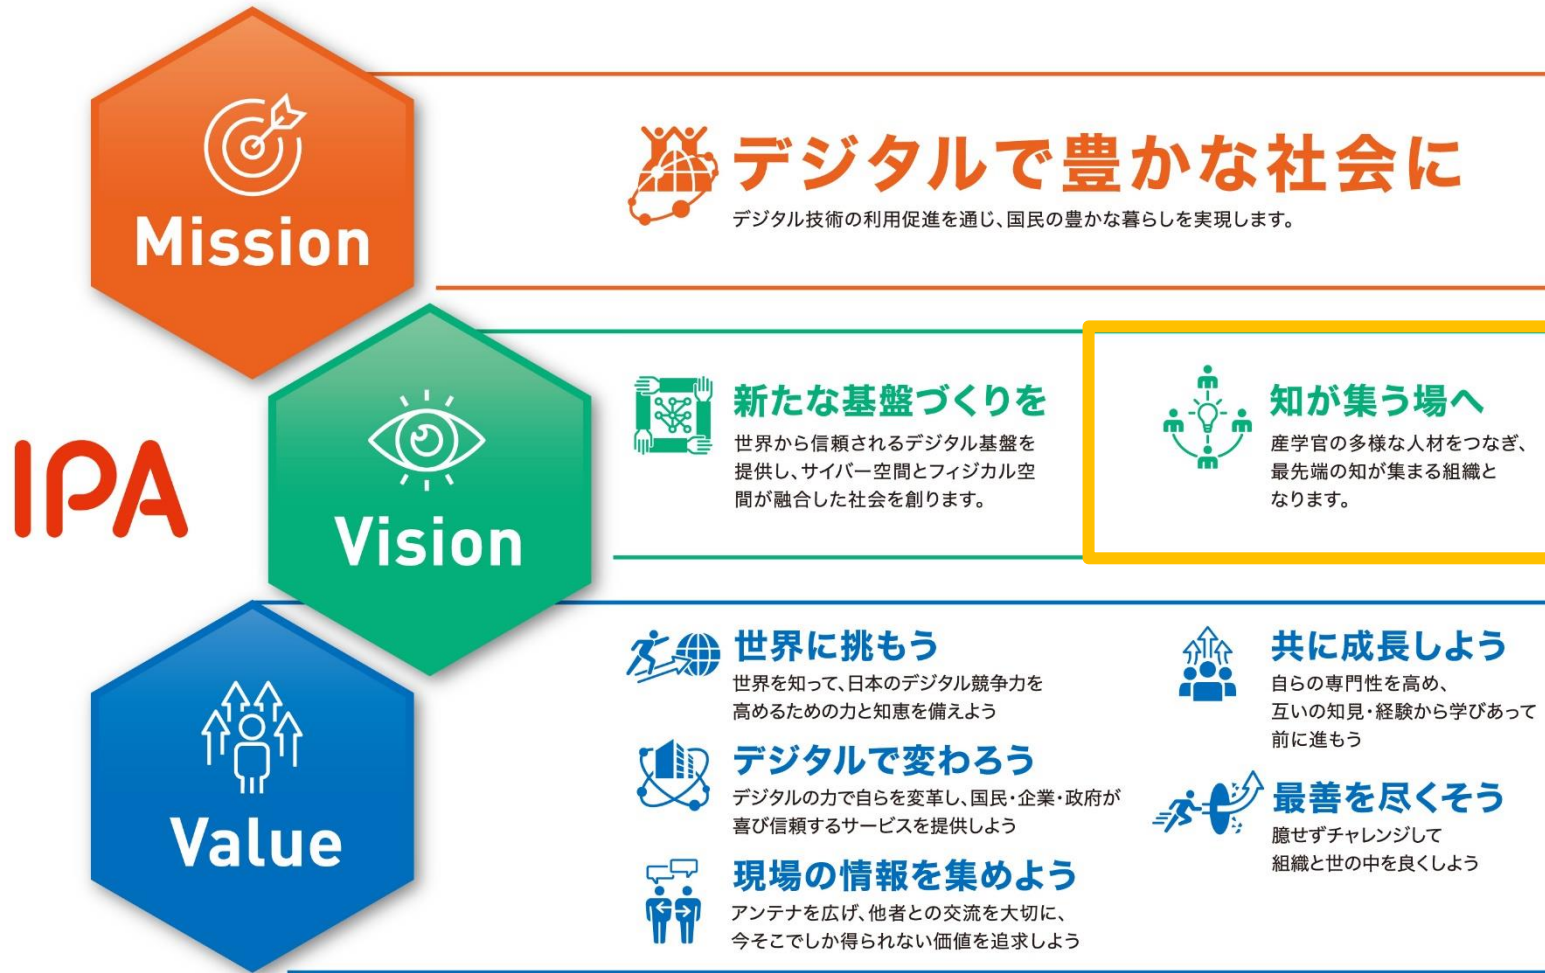 Mission
デジタルで豊かな社会に
デジタル技術の利用促進を通じ、国民の豊かな暮らしを実現します。
IPA
Vision
新たな基盤づくりを
世界から信頼されるデジタル基盤を
提供し、サイバー空間とフィジカル空
間が融合した社会を創ります。
知が集う場へ
産学官の多様な人材をつなぎ、
最先端の知が集まる組織と
なります。
Value
世界に挑もう
世界を知って、日本のデジタル競争力を
高めるための力と知恵を備えよう
デジタルで変わろう
デジタルの力で自らを変革し、国民・企業・政府が
喜び信頼するサービスを提供しよう
現場の情報を集めよう
アンテナを広げ、他者との交流を大切に、
今そこでしか得られない価値を追求しよう
共に成長しよう
自らの専門性を高め、
互いの知見・経験から学びあって
前に進もう
最善を尽くそう
臆せずチャレンジして
組織と世の中を良くしよう